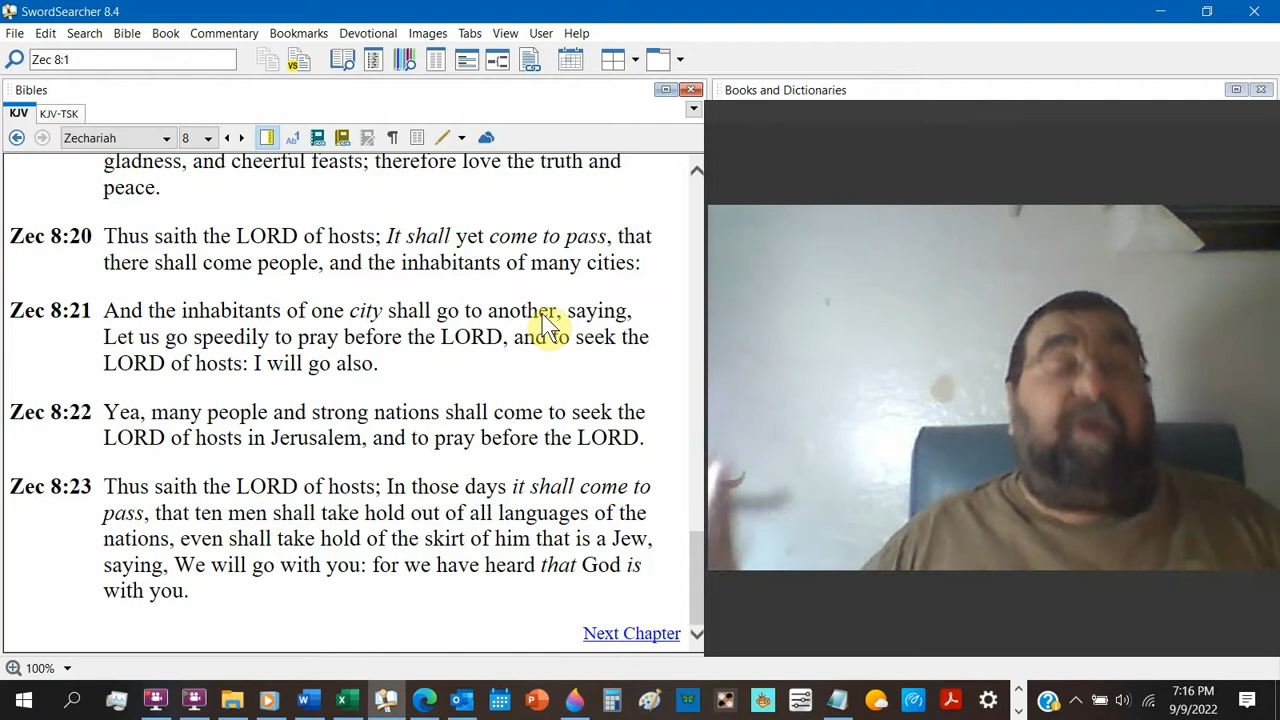 SwordSearcher 8.4
File Edit Search Bible Book Commentary Bookmarks Devotional Images Tabs View User Help
Zec 8:1
VS
Bibles
Books and Dictionaries
KJV KJV-TSK
Zechariah 8
gladness, and cheerful feasts; therefore love the truth and
peace.
Zec 8:20 Thus saith the LORD of hosts; It shall yet come to pass, that
there shall come people, and the inhabitants of many cities:
Zec 8:21 And the inhabitants of one city shall go to another, saying,
Let us go speedily to pray before the LORD, and to seek the
LORD of hosts: I will go also.
Zec 8:22 Yea, many people and strong nations shall come to seek the
LORD of hosts in Jerusalem, and to pray before the LORD.
Zec 8:23 Thus saith the LORD of hosts; In those days it shall come to
pass, that ten men shall take hold out of all languages of the
nations, even shall take hold of the skirt of him that is a Jew,
saying, We will go with you: for we have heard that God is
with you.
Next Chapter
100%
7:16 PM
9/9/2022